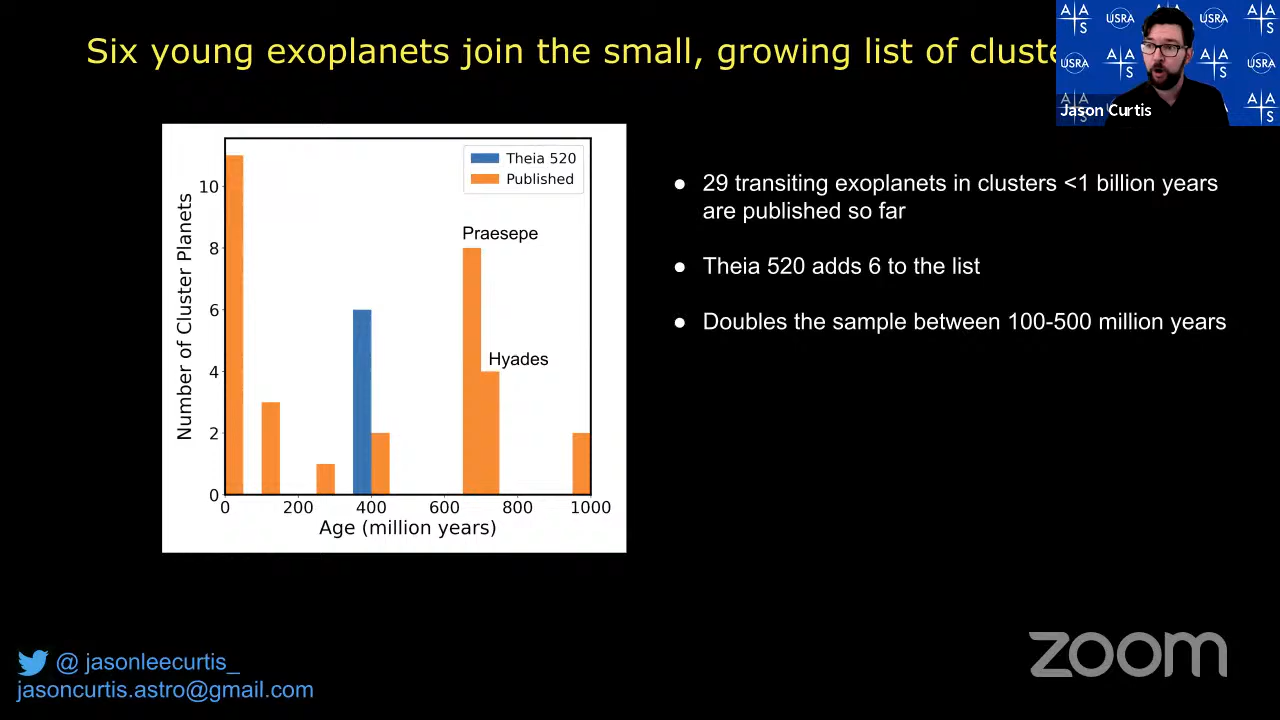 Six young exoplanets join the small, growing list of
Jason Curtis
A A S
USRA
Theia 520
Published
Praesepe
Hyades
Number of Cluster Planets
10
8
6
4
2
0
0 200 400 600 800 1000
Age (million years)
● 29 transiting exoplanets in clusters <1 billion years
are published so far
● Theia 520 adds 6 to the list
● Doubles the sample between 100-500 million years
@ jasonleecurtis_
jasoncurtis.astro@gmail.com
zoom